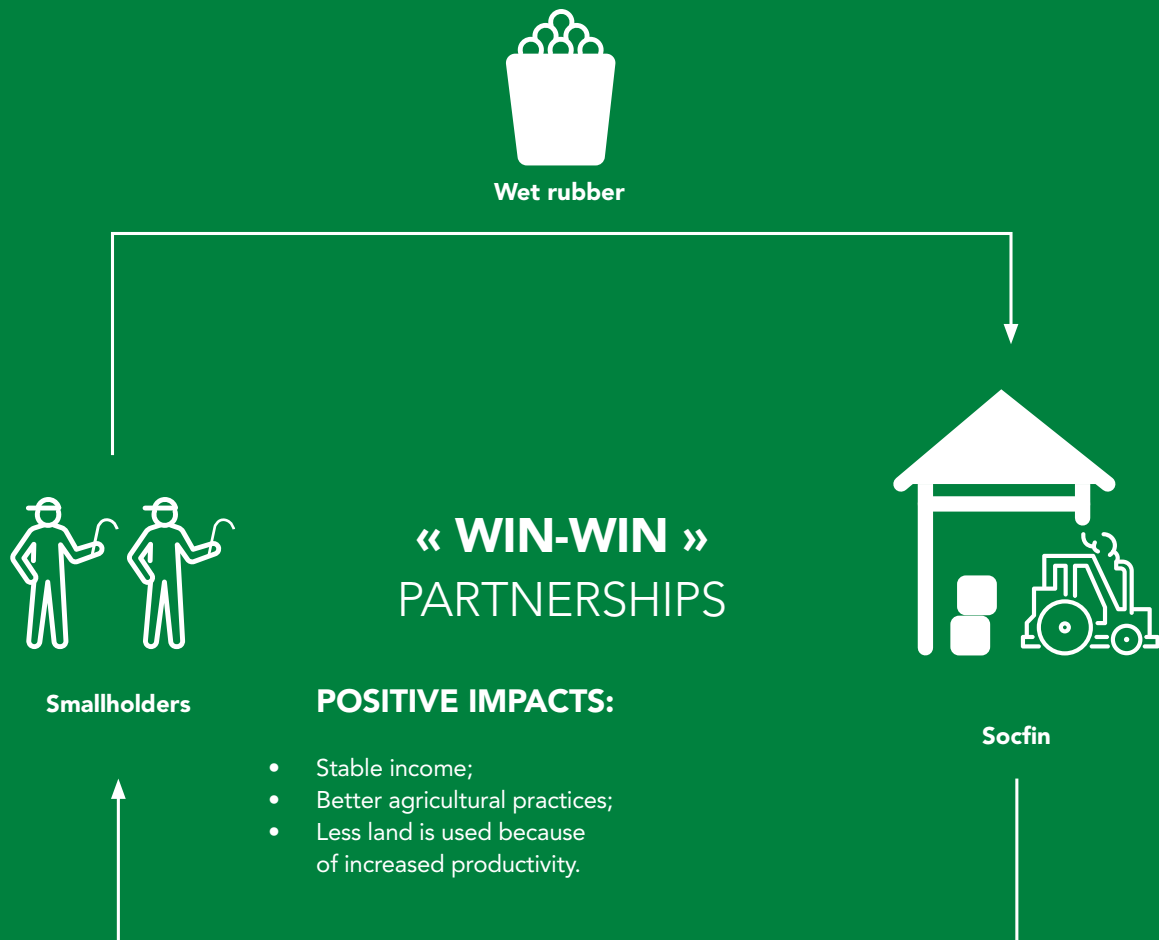 Wet rubber
« WIN-WIN »
PARTNERSHIPS
Smallholders
POSITIVE IMPACTS:
Socfin
• Stable income;
• Better agricultural practices;
• Less land is used because
of increased productivity.